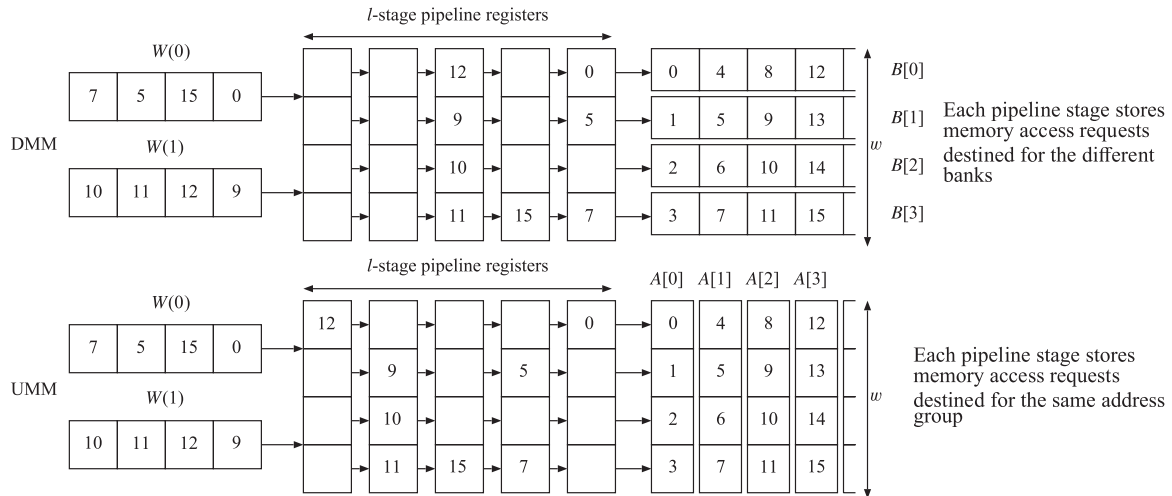 l-stage pipeline registers
W(0)
7 5 15 0
DMM
W(1)
10 11 12 9
12 0 0 4 8 12 B[0]
9 5 1 5 9 13 B[1]
10 2 6 10 14 B[2]
11 15 7 3 7 11 15 B[3]
w
Each pipeline stage stores
memory access requests
destined for the different
banks
l-stage pipeline registers
A[0] A[1] A[2] A[3]
W(0)
7 5 15 0
UMM
W(1)
10 11 12 9
12 0 0 4 8 12
9 5 1 5 9 13
10 2 6 10 14
11 15 7 3 7 11 15
w
Each pipeline stage stores
memory access requests
destined for the same address
group